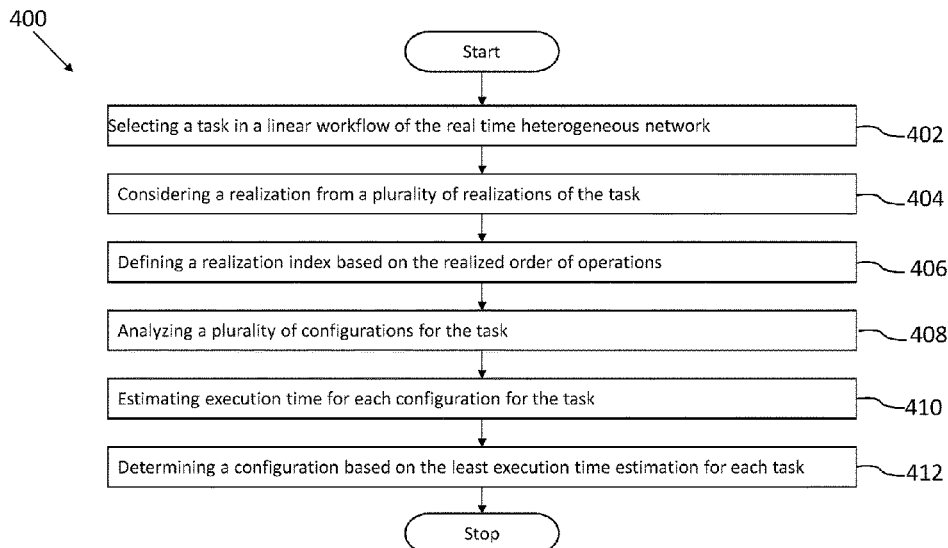 400
Start
Selecting a task in a linear workflow of the real time heterogeneous network
402
Considering a realization from a plurality of realizations of the task
404
Defining a realization index based on the realized order of operations
406
Analyzing a plurality of configurations for the task
408
Estimating execution time for each configuration for the task
410
Determining a configuration based on the least execution time estimation for each task
412
Stop